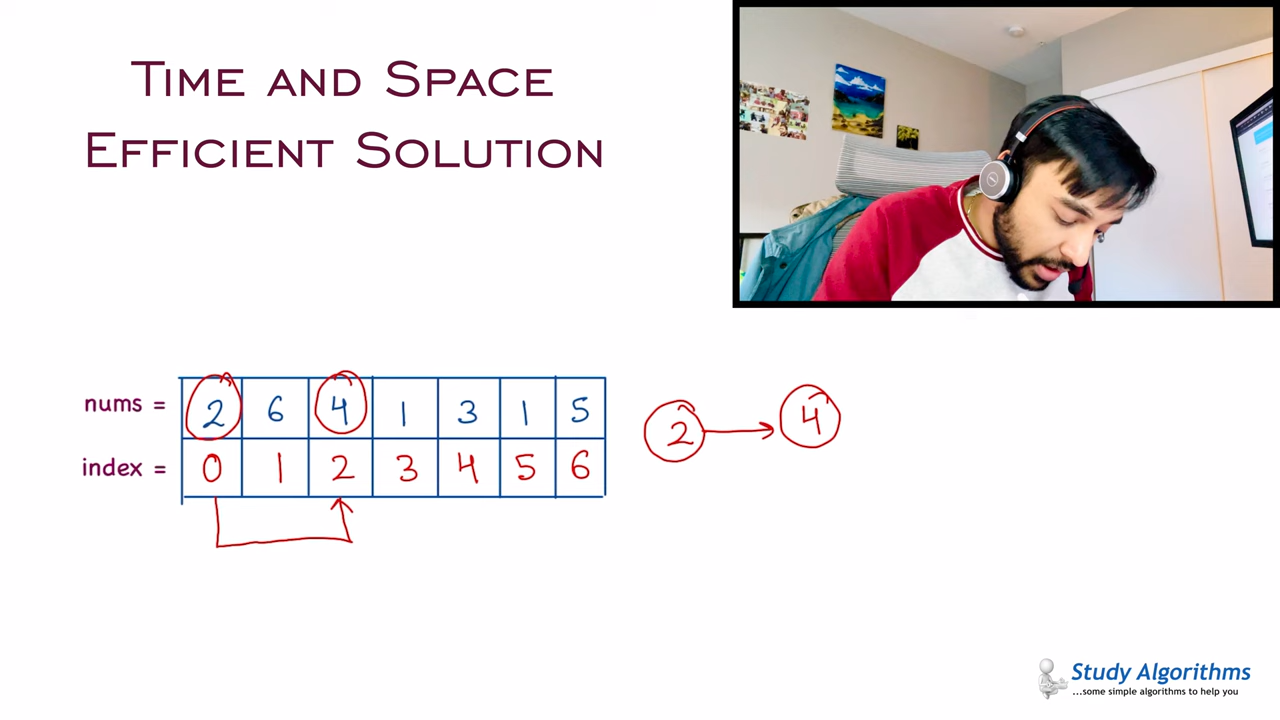 TIME AND SPACE
EFFICIENT SOLUTION
nums = 2 6 4 1 3 1 5
index = 0 1 2 3 4 5 6
2 4
Study Algorithms
...some simple algorithms to help you